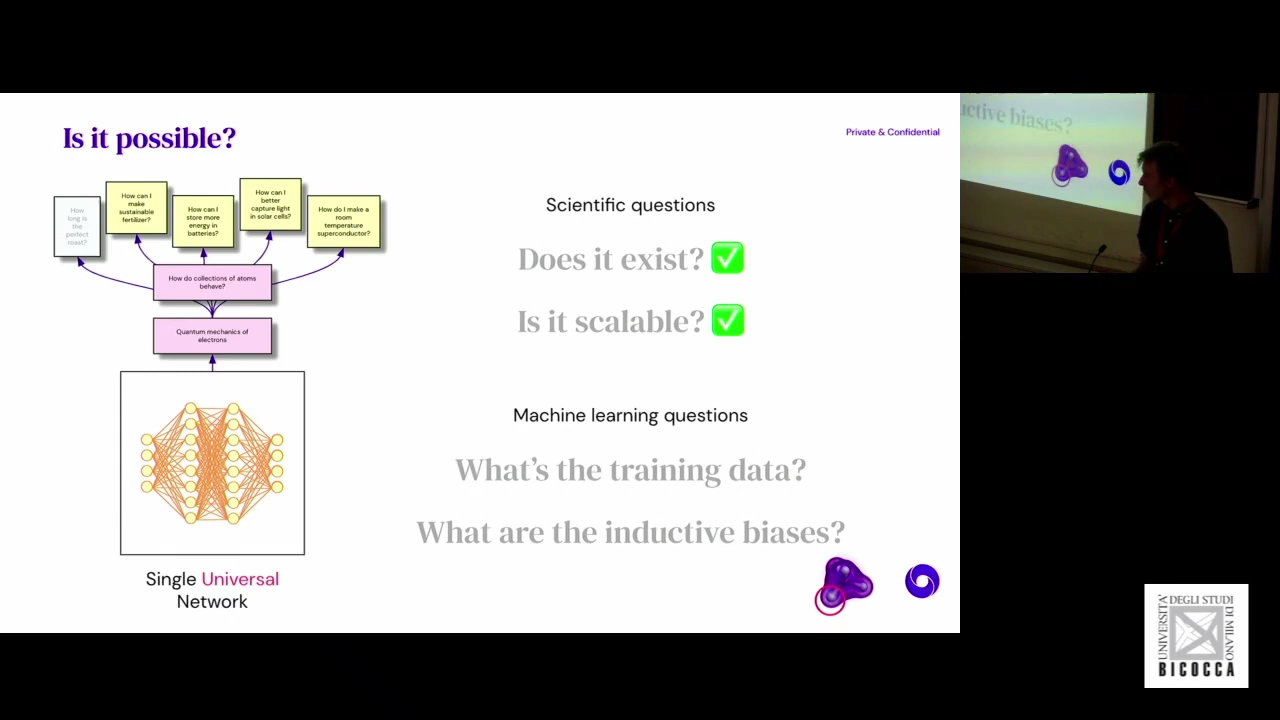 Is it possible?
Private & Confidential
How
long is
the
perfect
roast?
How can I
make
sustainable
fertilizer?
How can I
store more
energy in
batteries?
How can I
better
capture light
in solar cells?
How do I make a
room
temperature
superconductor?
How do collections of atoms
behave?
Quantum mechanics of
electrons
Single Universal
Network
Scientific questions
Does it exist? ✅
Is it scalable? ✅
Machine learning questions
What's the training data?
What are the inductive biases?
uctive biases?
UNIVERSITÀ
DEGLI STUDI
DI MILANO
BICOCCA